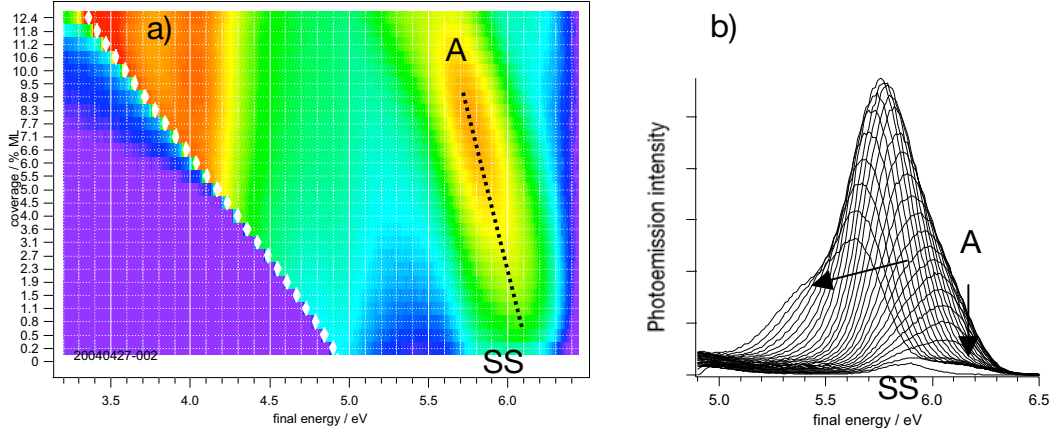 a)
A
SS
coverage / % ML
12.4
11.8
11.2
10.6
10.0
9.5
8.9
8.3
7.7
7.1
6.6
6.0
5.5
5.0
4.5
4.0
3.6
3.1
2.7
2.3
1.9
1.5
1.1
0.8
0.5
0.2
0
20040427-002
3.5 4.0 4.5 5.0 5.5 6.0
final energy / eV
b)
Photoemission intensity
A
SS
5.0 5.5 6.0 6.5
final energy / eV